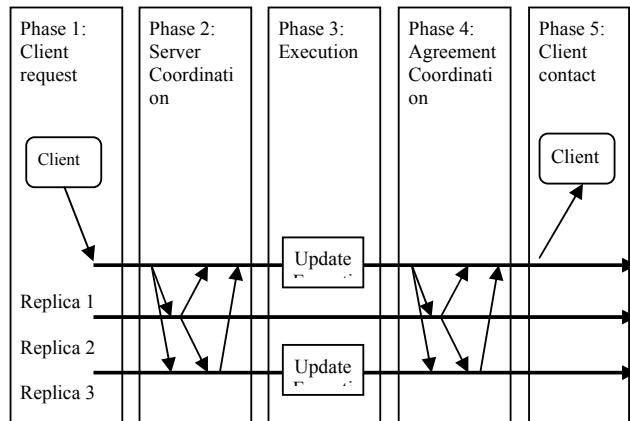 Phase 1:
Client
request
Phase 2:
Server
Coordinati
on
Phase 3:
Execution
Phase 4:
Agreement
Coordinati
on
Phase 5:
Client
contact
Client
Client
Update
Update
Replica 1
Replica 2
Replica 3